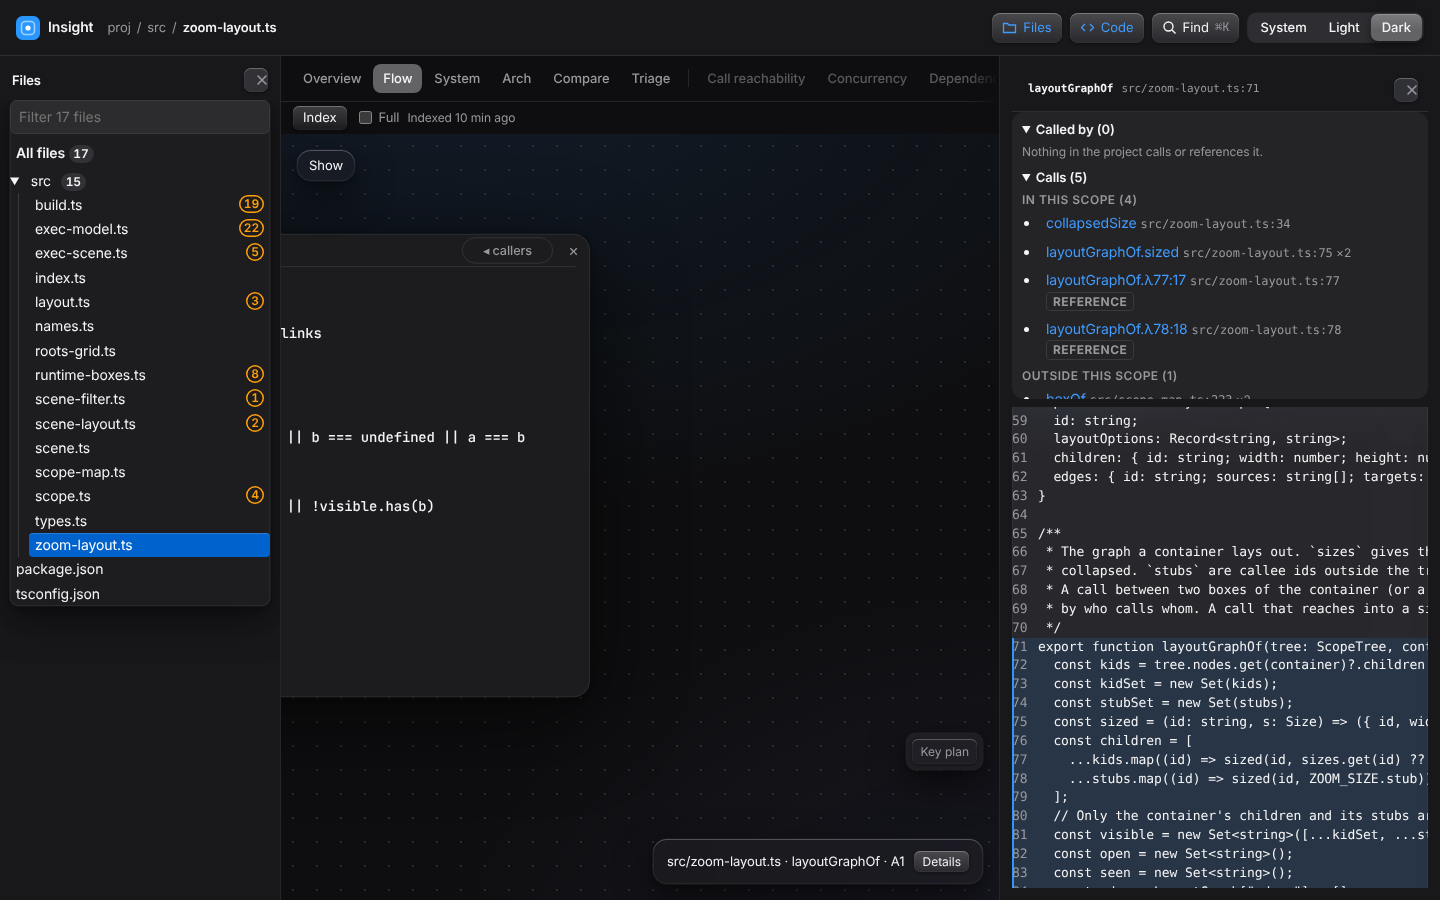 Insight proj / src / zoom-layout.ts Files Code Find ⌘K System Light Dark
Files
Filter 17 files
All files 17
src 15
build.ts 19
exec-model.ts 22
exec-scene.ts 5
index.ts
layout.ts 3
names.ts
roots-grid.ts
runtime-boxes.ts 8
scene-filter.ts 1
scene-layout.ts 2
scene.ts
scope-map.ts
scope.ts 4
types.ts
zoom-layout.ts
package.json
tsconfig.json
Overview Flow System Arch Compare Triage Call reachability Concurrency Dependen
Index Full Indexed 10 min ago
Show
◂ callers ×
links
|| b === undefined || a === b
|| !visible.has(b)
Key plan
src/zoom-layout.ts · layoutGraphOf · A1 Details
layoutGraphOf src/zoom-layout.ts:71
Called by (0)
Nothing in the project calls or references it.
Calls (5)
IN THIS SCOPE (4)
collapsedSize src/zoom-layout.ts:34
layoutGraphOf.sized src/zoom-layout.ts:75 ×2
layoutGraphOf.λ77:17 src/zoom-layout.ts:77
REFERENCE
layoutGraphOf.λ78:18 src/zoom-layout.ts:78
REFERENCE
OUTSIDE THIS SCOPE (1)
boxOf src/scope-map.ts:223 ×2
59 id: string;
60 layoutOptions: Record<string, string>;
61 children: { id: string; width: number; height: nu
62 edges: { id: string; sources: string[]; targets:
63 }
64
65 /**
66 * The graph a container lays out. `sizes` gives th
67 * collapsed. `stubs` are callee ids outside the tr
68 * A call between two boxes of the container (or a
69 * by who calls whom. A call that reaches into a si
70 */
71 export function layoutGraphOf(tree: ScopeTree, cont
72 const kids = tree.nodes.get(container)?.children
73 const kidSet = new Set(kids);
74 const stubSet = new Set(stubs);
75 const sized = (id: string, s: Size) => ({ id, wid
76 const children = [
77 ...kids.map((id) => sized(id, sizes.get(id) ??
78 ...stubs.map((id) => sized(id, ZOOM_SIZE.stub))
79 ];
80 // Only the container's children and its stubs ar
81 const visible = new Set<string>([...kidSet, ...st
82 const open = new Set<string>();
83 const seen = new Set<string>();